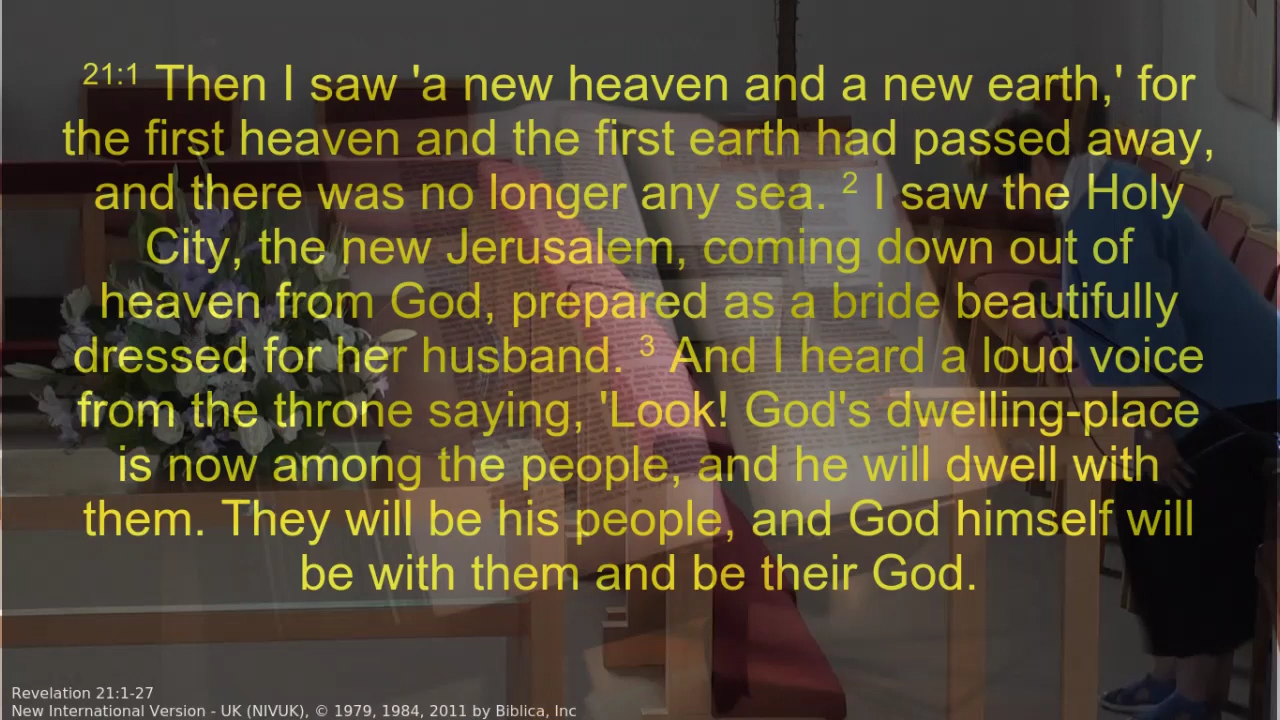 21:1 Then I saw 'a new heaven and a new earth,' for
the first heaven and the first earth had passed away,
and there was no longer any sea. 2 I saw the Holy
City, the new Jerusalem, coming down out of
heaven from God, prepared as a bride beautifully
dressed for her husband. 3 And I heard a loud voice
from the throne saying, 'Look! God's dwelling-place
is now among the people, and he will dwell with
them. They will be his people, and God himself will
be with them and be their God.
Revelation 21:1-27
New International Version - UK (NIVUK), © 1979, 1984, 2011 by Biblica, Inc